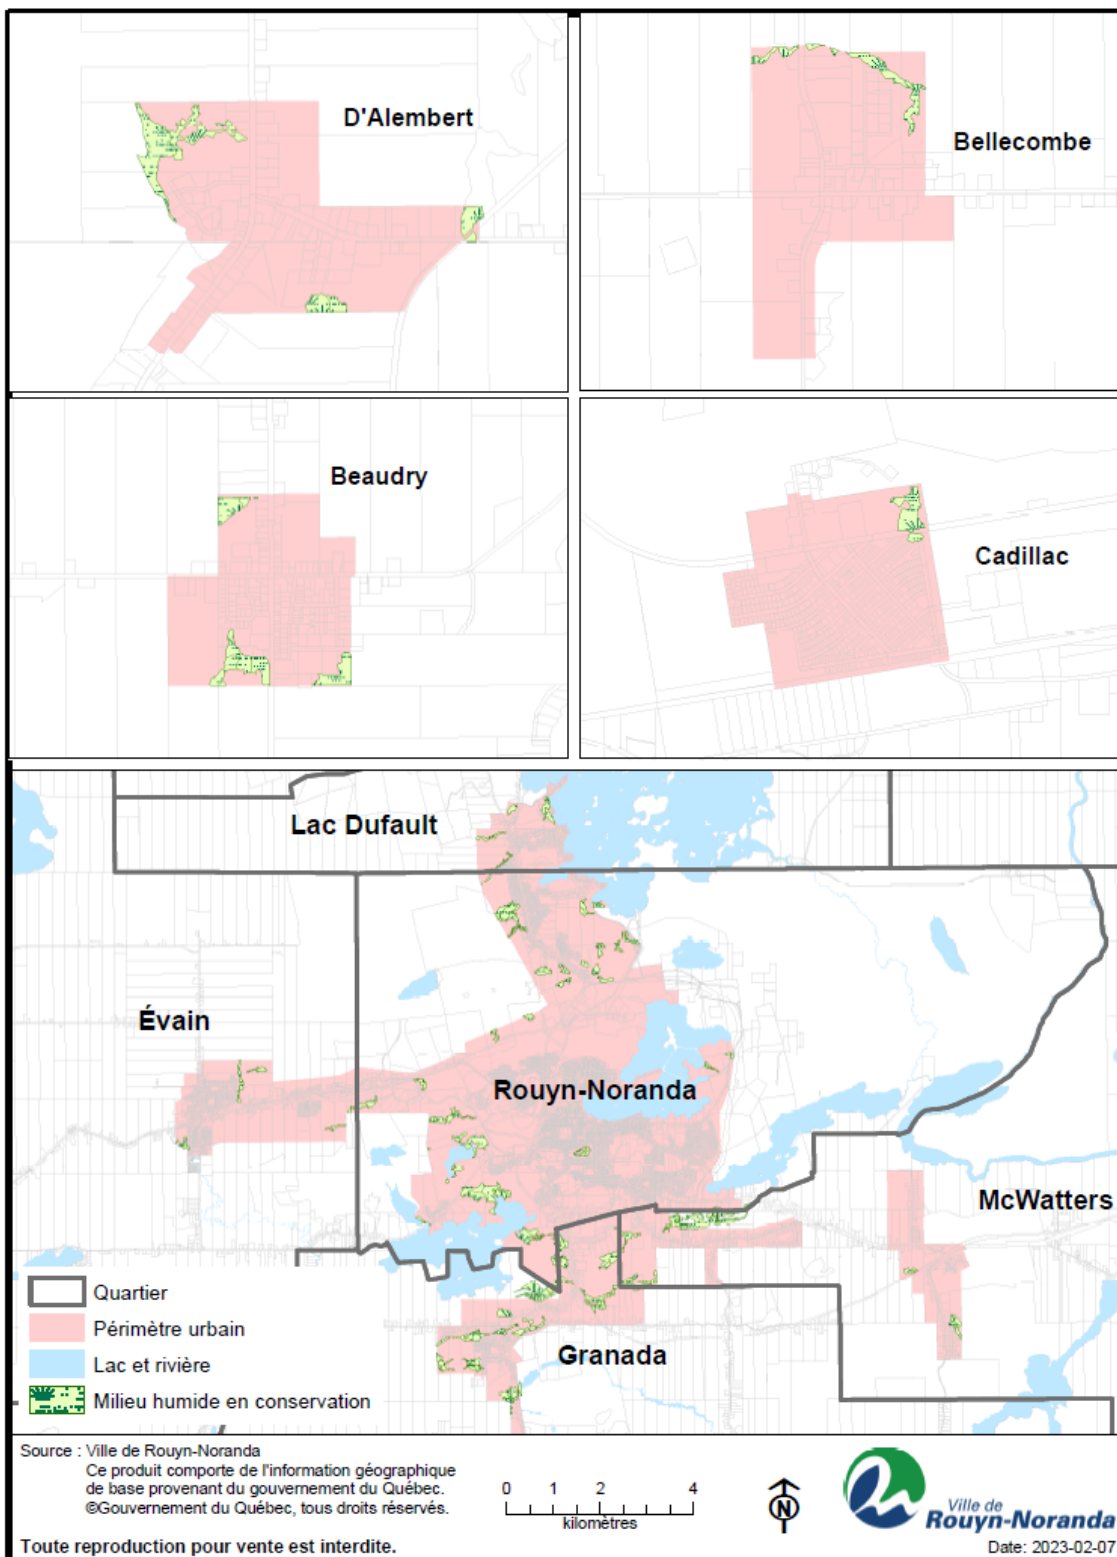 D'Alembert
Bellecombe
Beaudry
Cadillac
Lac Dufault
Évain
Rouyn-Noranda
McWatters
Granada
Quartier
Périmètre urbain
Lac et rivière
Milieu humide en conservation
Source : Ville de Rouyn-Noranda
Ce produit comporte de l'information géographique
de base provenant du gouvernement du Québec.
©Gouvernement du Québec, tous droits réservés.
Toute reproduction pour vente est interdite.
0 1 2 4
kilomètres
N
Ville de
Rouyn-Noranda
Date: 2023-02-07